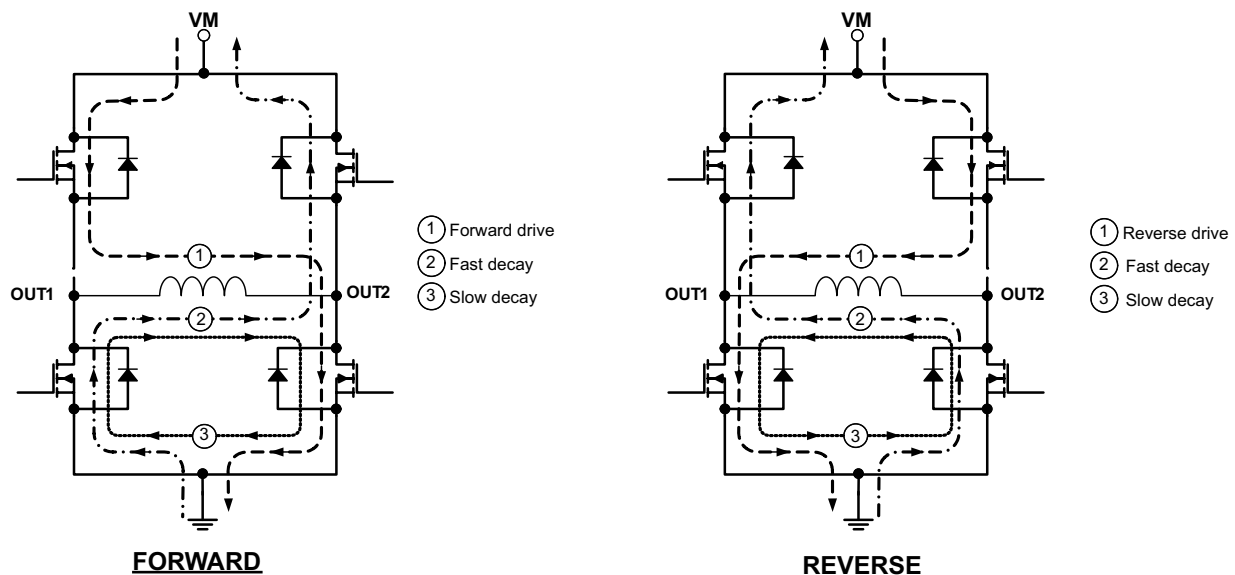 VM
1 Forward drive
2 Fast decay
3 Slow decay
1
OUT1
OUT2
2
3
FORWARD
VM
1 Reverse drive
2 Fast decay
3 Slow decay
1
OUT1
OUT2
2
3
REVERSE